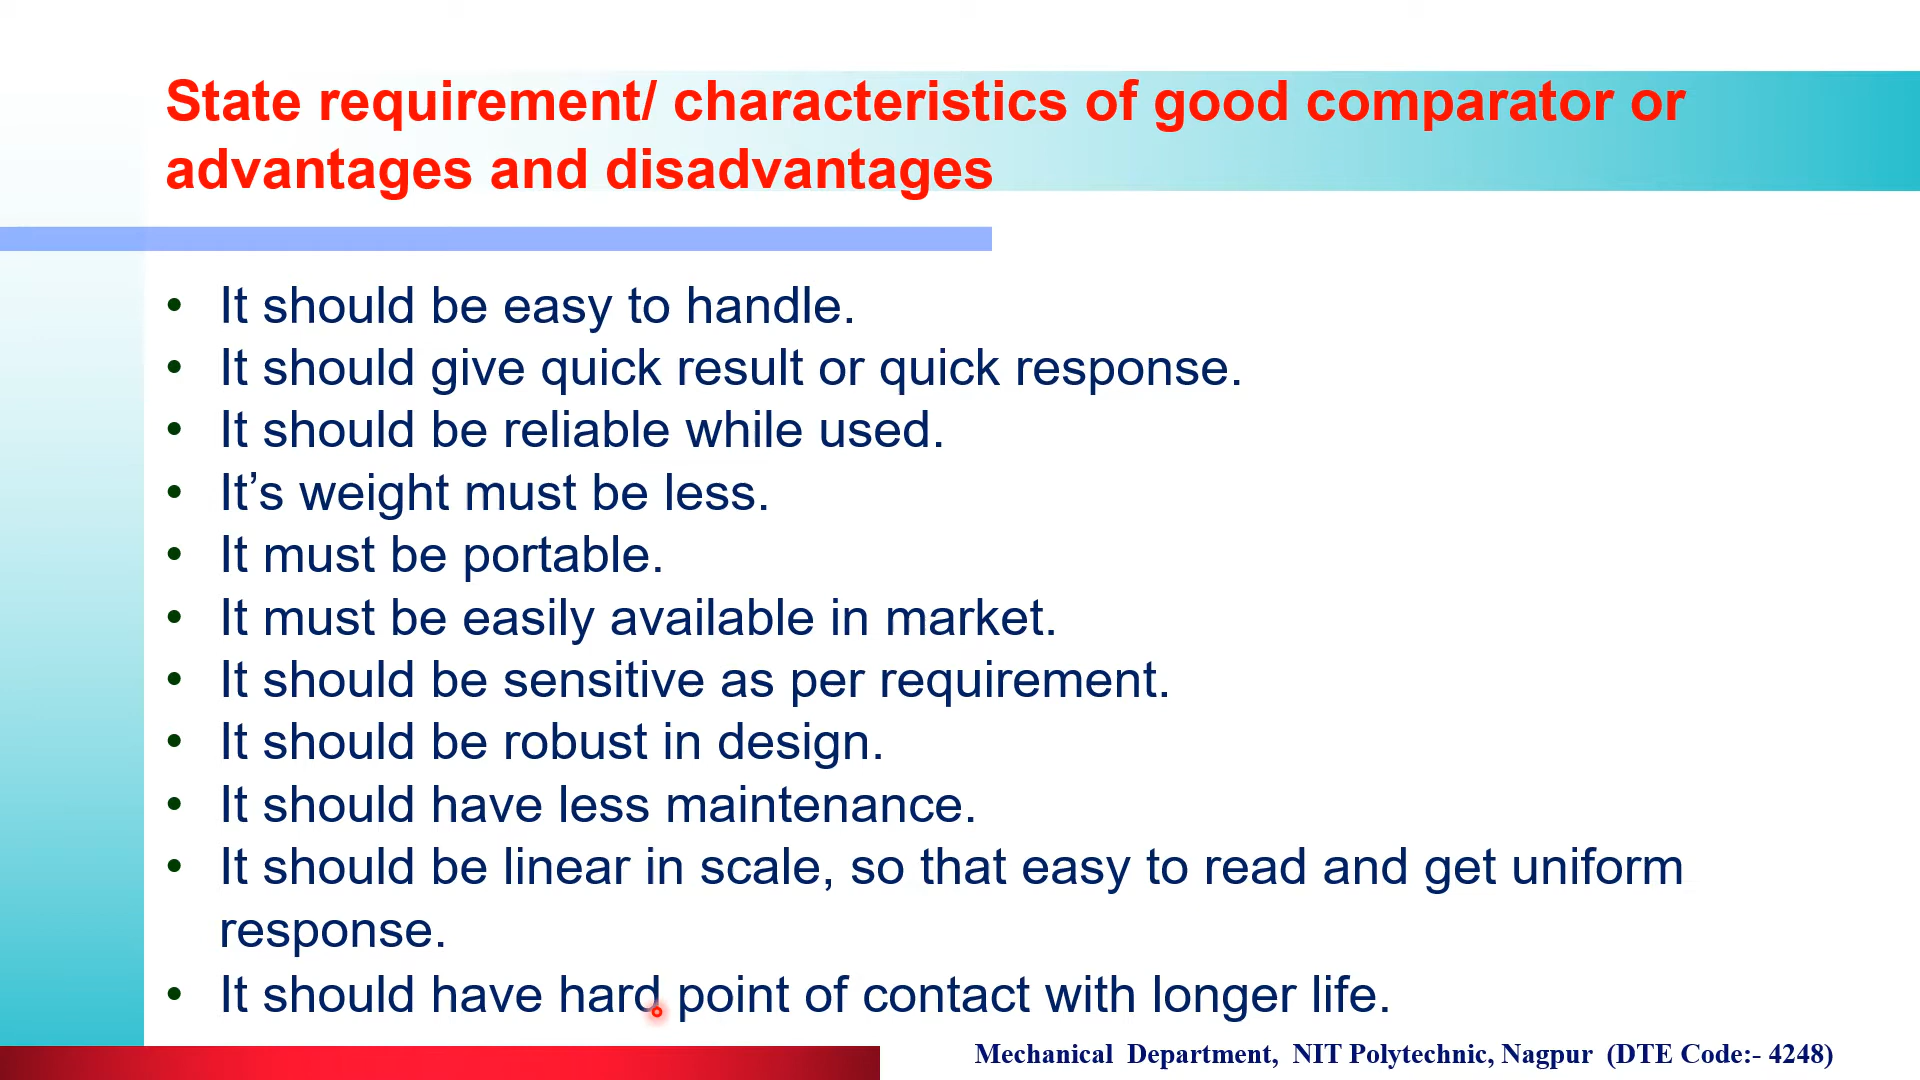 State requirement/ characteristics of good comparator or
advantages and disadvantages
• It should be easy to handle.
• It should give quick result or quick response.
• It should be reliable while used.
• It’s weight must be less.
• It must be portable.
• It must be easily available in market.
• It should be sensitive as per requirement.
• It should be robust in design.
• It should have less maintenance.
• It should be linear in scale, so that easy to read and get uniform
response.
• It should have hard point of contact with longer life.
Mechanical Department, NIT Polytechnic, Nagpur (DTE Code:- 4248)